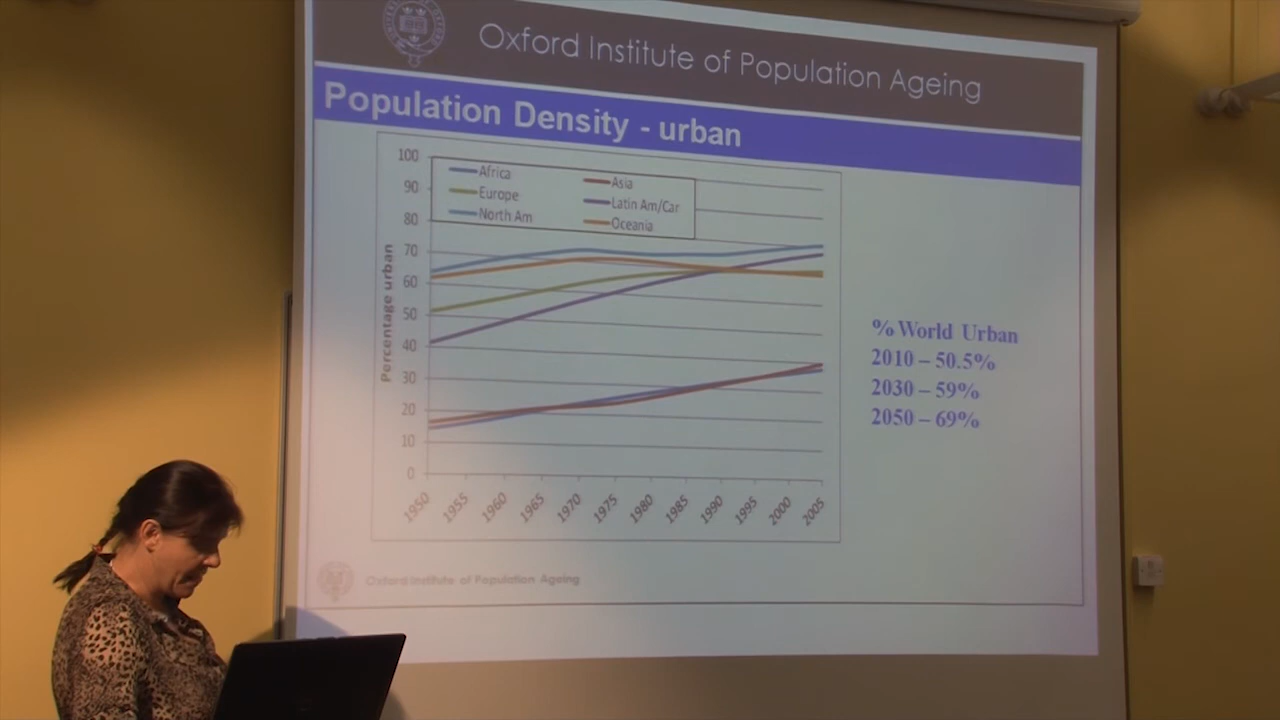 Oxford Institute of Population Ageing
Population Density - urban
100
90
80
70
60
50
40
30
20
10
0
Percentage urban
Africa
Asia
Europe
Latin Am/Car
North Am
Oceania
1950
1955
1960
1965
1970
1975
1980
1985
1990
1995
2000
2005
% World Urban
2010 – 50.5%
2030 – 59%
2050 – 69%
Oxford Institute of Population Ageing